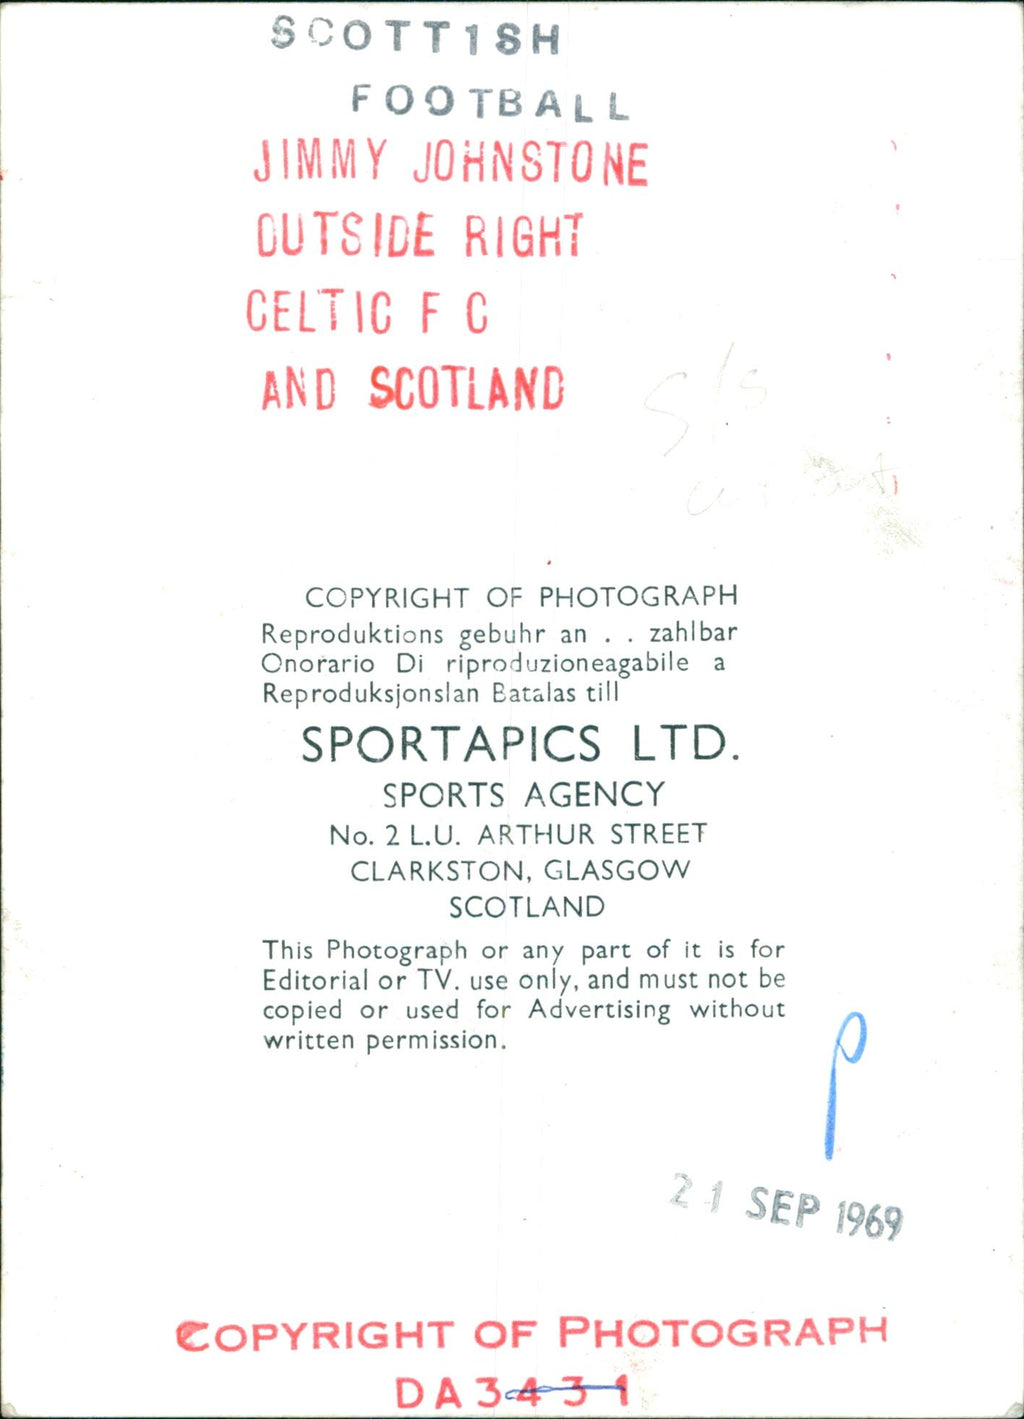 SCOTTISH
FOOTBALL
JIMMY JOHNSTONE
OUTSIDE RIGHT
CELTIC F C
AND SCOTLAND
S/S
COPYRIGHT OF PHOTOGRAPH
Reproduktions gebuhr an . . zahlbar
Onorario Di riproduzioneagabile a
Reproduksjonslan Batalas till
SPORTAPICS LTD.
SPORTS AGENCY
No. 2 L.U. ARTHUR STREET
CLARKSTON, GLASGOW
SCOTLAND
This Photograph or any part of it is for
Editorial or TV. use only, and must not be
copied or used for Advertising without
written permission.
P
21 SEP 1969
COPYRIGHT OF PHOTOGRAPH
DA3431